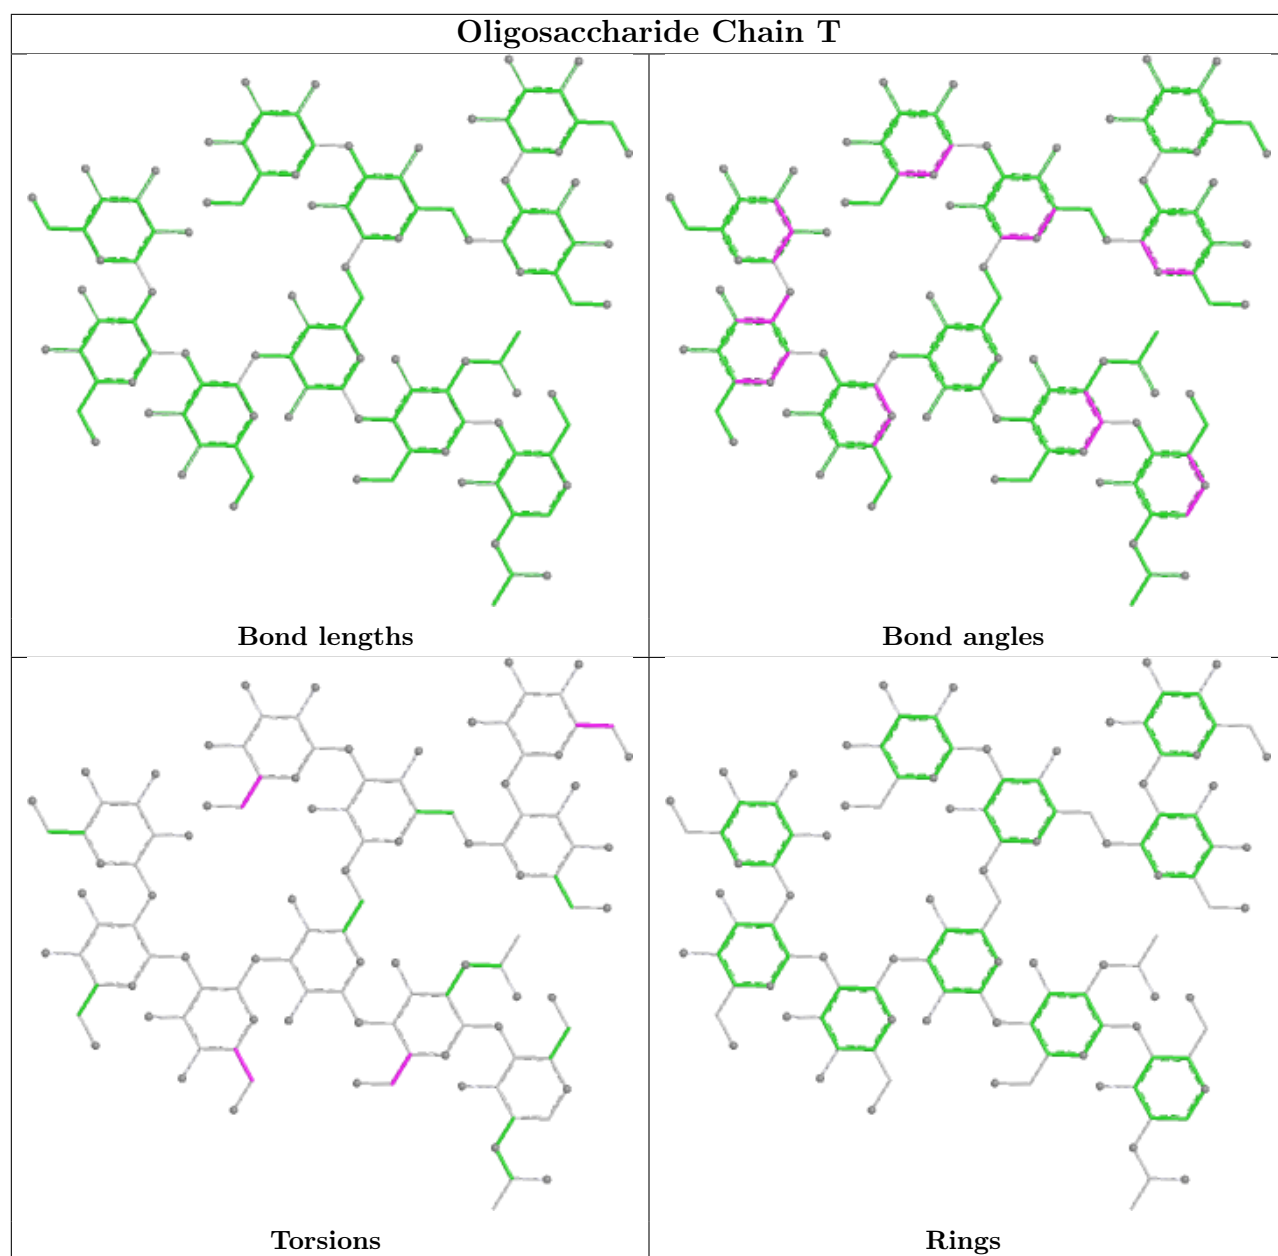 Oligosaccharide Chain T
Bond lengths
Bond angles
Torsions
Rings